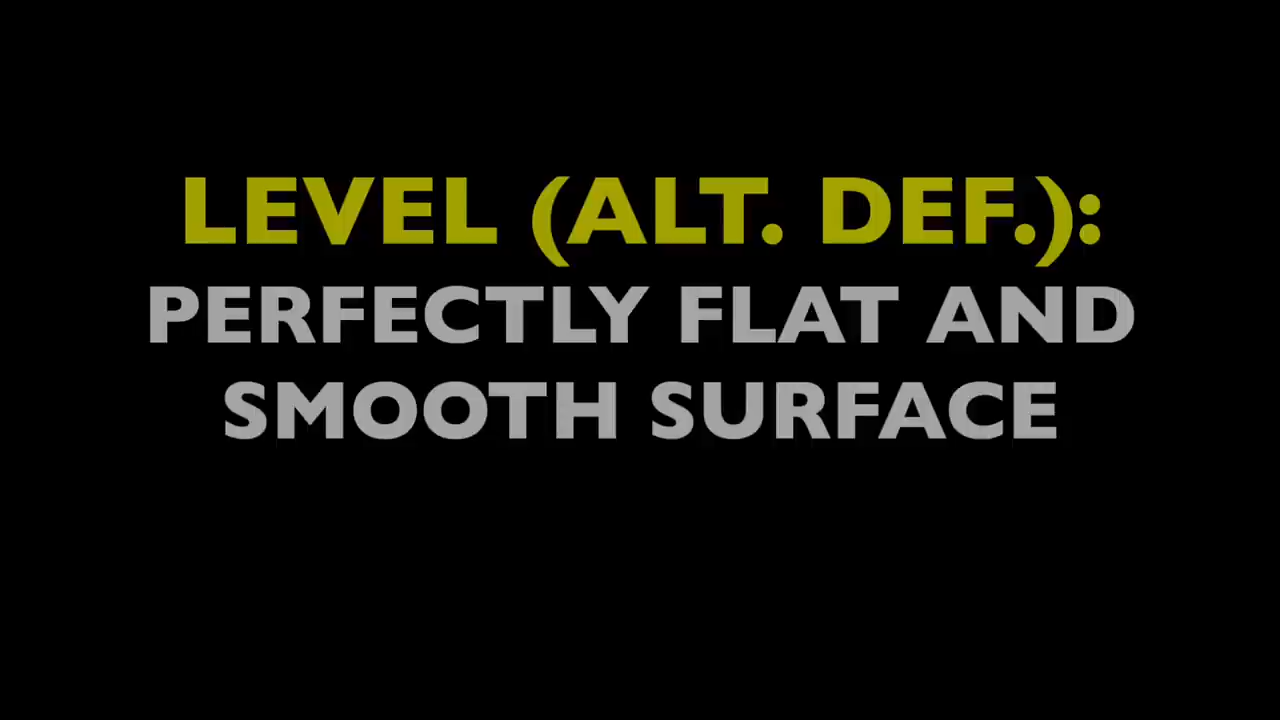 LEVEL (ALT. DEF.):
PERFECTLY FLAT AND
SMOOTH SURFACE